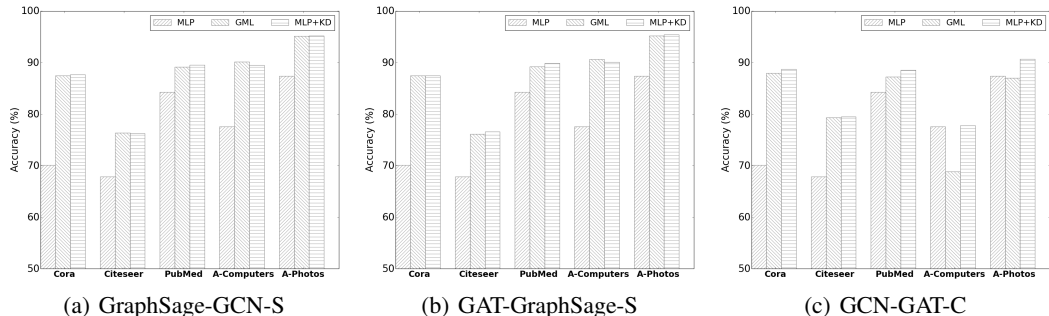 100
90
80
70
60
50
Accuracy (%)
MLP GML MLP+KD
Cora Citeseer PubMed A-Computers A-Photos
(a) GraphSage-GCN-S
100
90
80
70
60
50
Accuracy (%)
MLP GML MLP+KD
Cora Citeseer PubMed A-Computers A-Photos
(b) GAT-GraphSage-S
100
90
80
70
60
50
Accuracy (%)
MLP GML MLP+KD
Cora Citeseer PubMed A-Computers A-Photos
(c) GCN-GAT-C